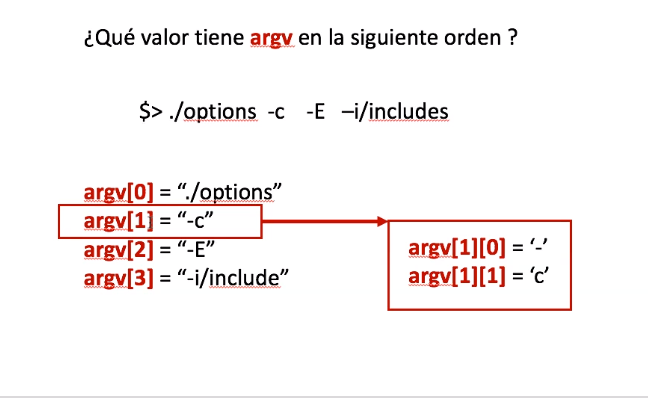 ¿Qué valor tiene argv en la siguiente orden ?
$> ./options -c -E –i/includes
argv[0] = “./options”
argv[1] = “-c”
argv[2] = “-E”
argv[3] = “-i/include”
argv[1][0] = ‘-’
argv[1][1] = ‘c’